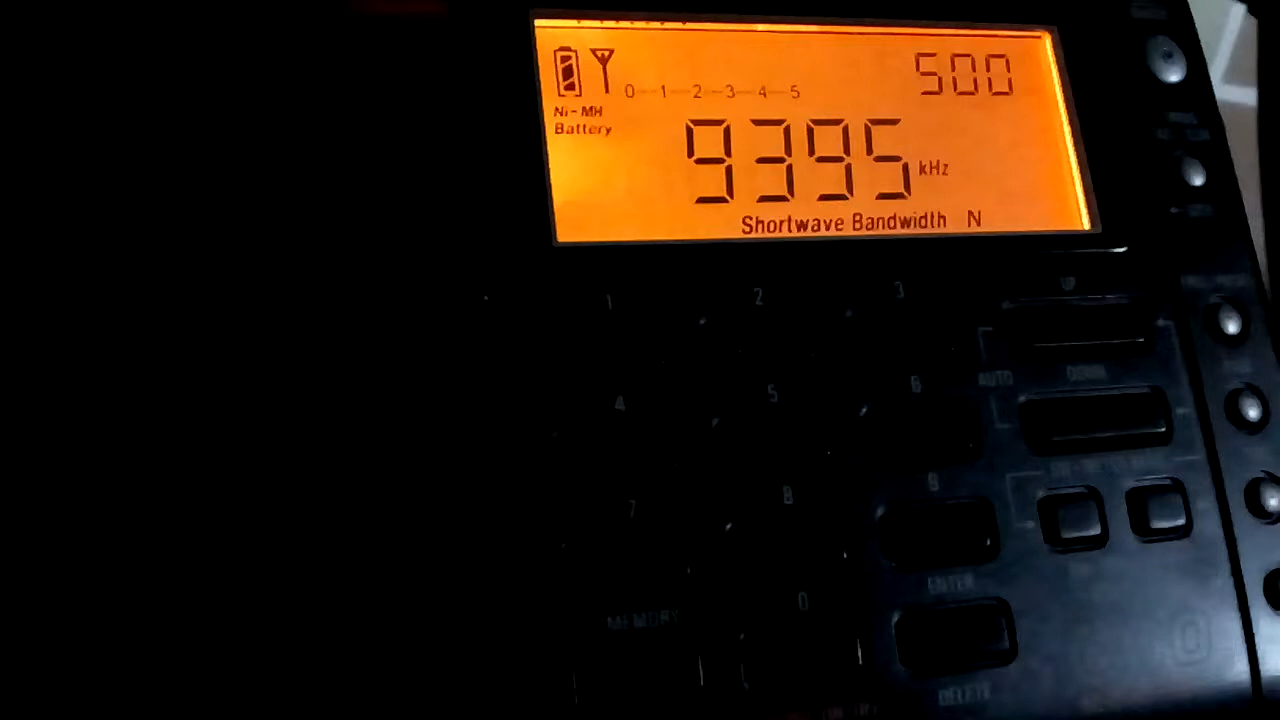 500
0-1-2-3-4-5
Ni-MH
Battery
9395 kHz
Shortwave Bandwidth N
1 2 3
UP
4 5 6
AUTO DOWN
7 8 9
ENTER
MEMORY 0
DELETE